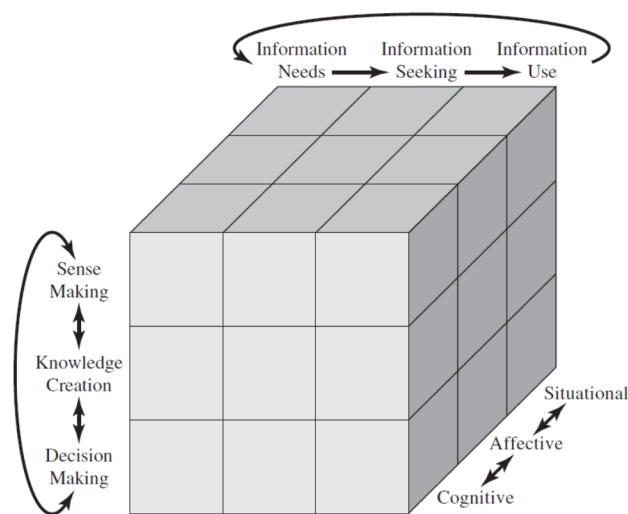 Information Information Information
Needs Seeking Use
Sense
Making
Knowledge
Creation
Decision
Making
Situational
Affective
Cognitive